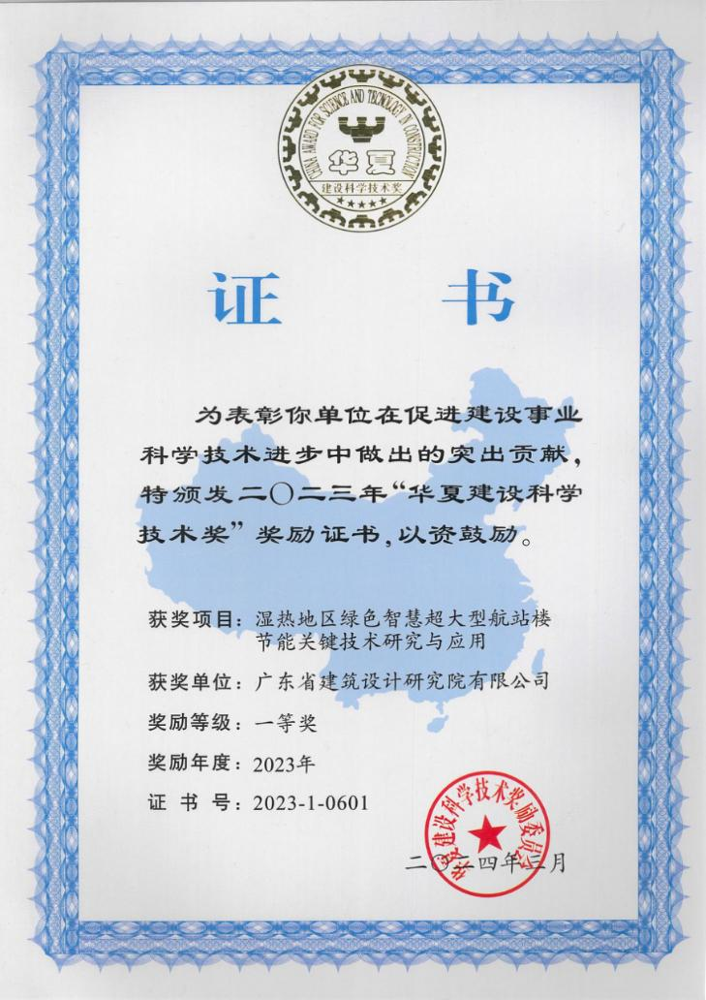 CHINA AWARD FOR SCIENCE AND TECNOLOGY IN CONSTRUCTION
华夏
建设科学技术奖
证 书
为表彰你单位在促进建设事业
科学技术进步中做出的突出贡献，
特颁发二〇二三年“华夏建设科学
技术奖”奖励证书，以资鼓励。
获奖项目：湿热地区绿色智慧超大型航站楼
节能关键技术研究与应用
获奖单位：广东省建筑设计研究院有限公司
奖励等级：一等奖
奖励年度：2023年
证 书 号：2023-1-0601
华夏建设科学技术奖励委员会
二〇二四年三月